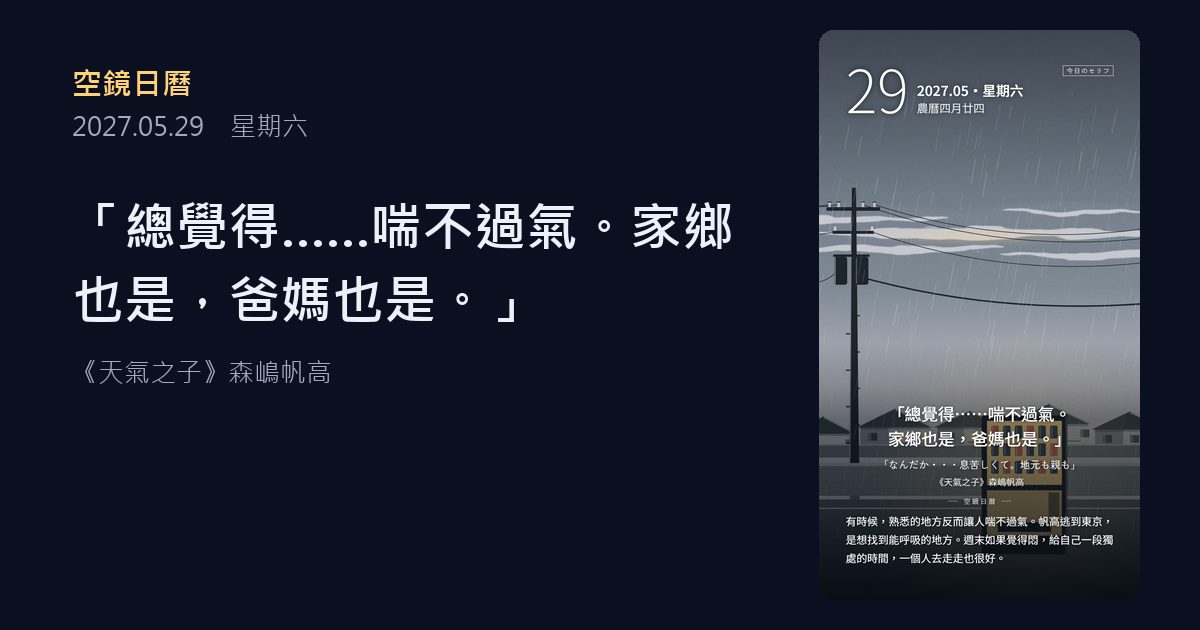 空鏡日曆
2027.05.29 星期六
「總覺得……喘不過氣。家鄉
也是，爸媽也是。」
《天氣之子》森嶋帆高
今日のセリフ
29
2027.05・星期六
農曆四月廿四
「總覺得……喘不過氣。
家鄉也是，爸媽也是。」
「なんだか・・・息苦しくて。地元も親も」
《天氣之子》森嶋帆高
— 空鏡日曆 —
有時候，熟悉的地方反而讓人喘不過氣。帆高逃到東京，
是想找到能呼吸的地方。週末如果覺得悶，給自己一段獨
處的時間，一個人去走走也很好。